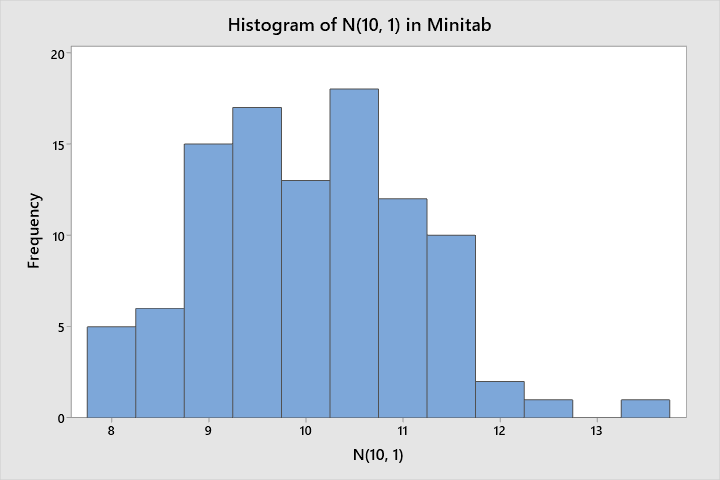 Histogram of N(10, 1) in Minitab
20
15
10
5
0
Frequency
8 9 10 11 12 13
N(10, 1)